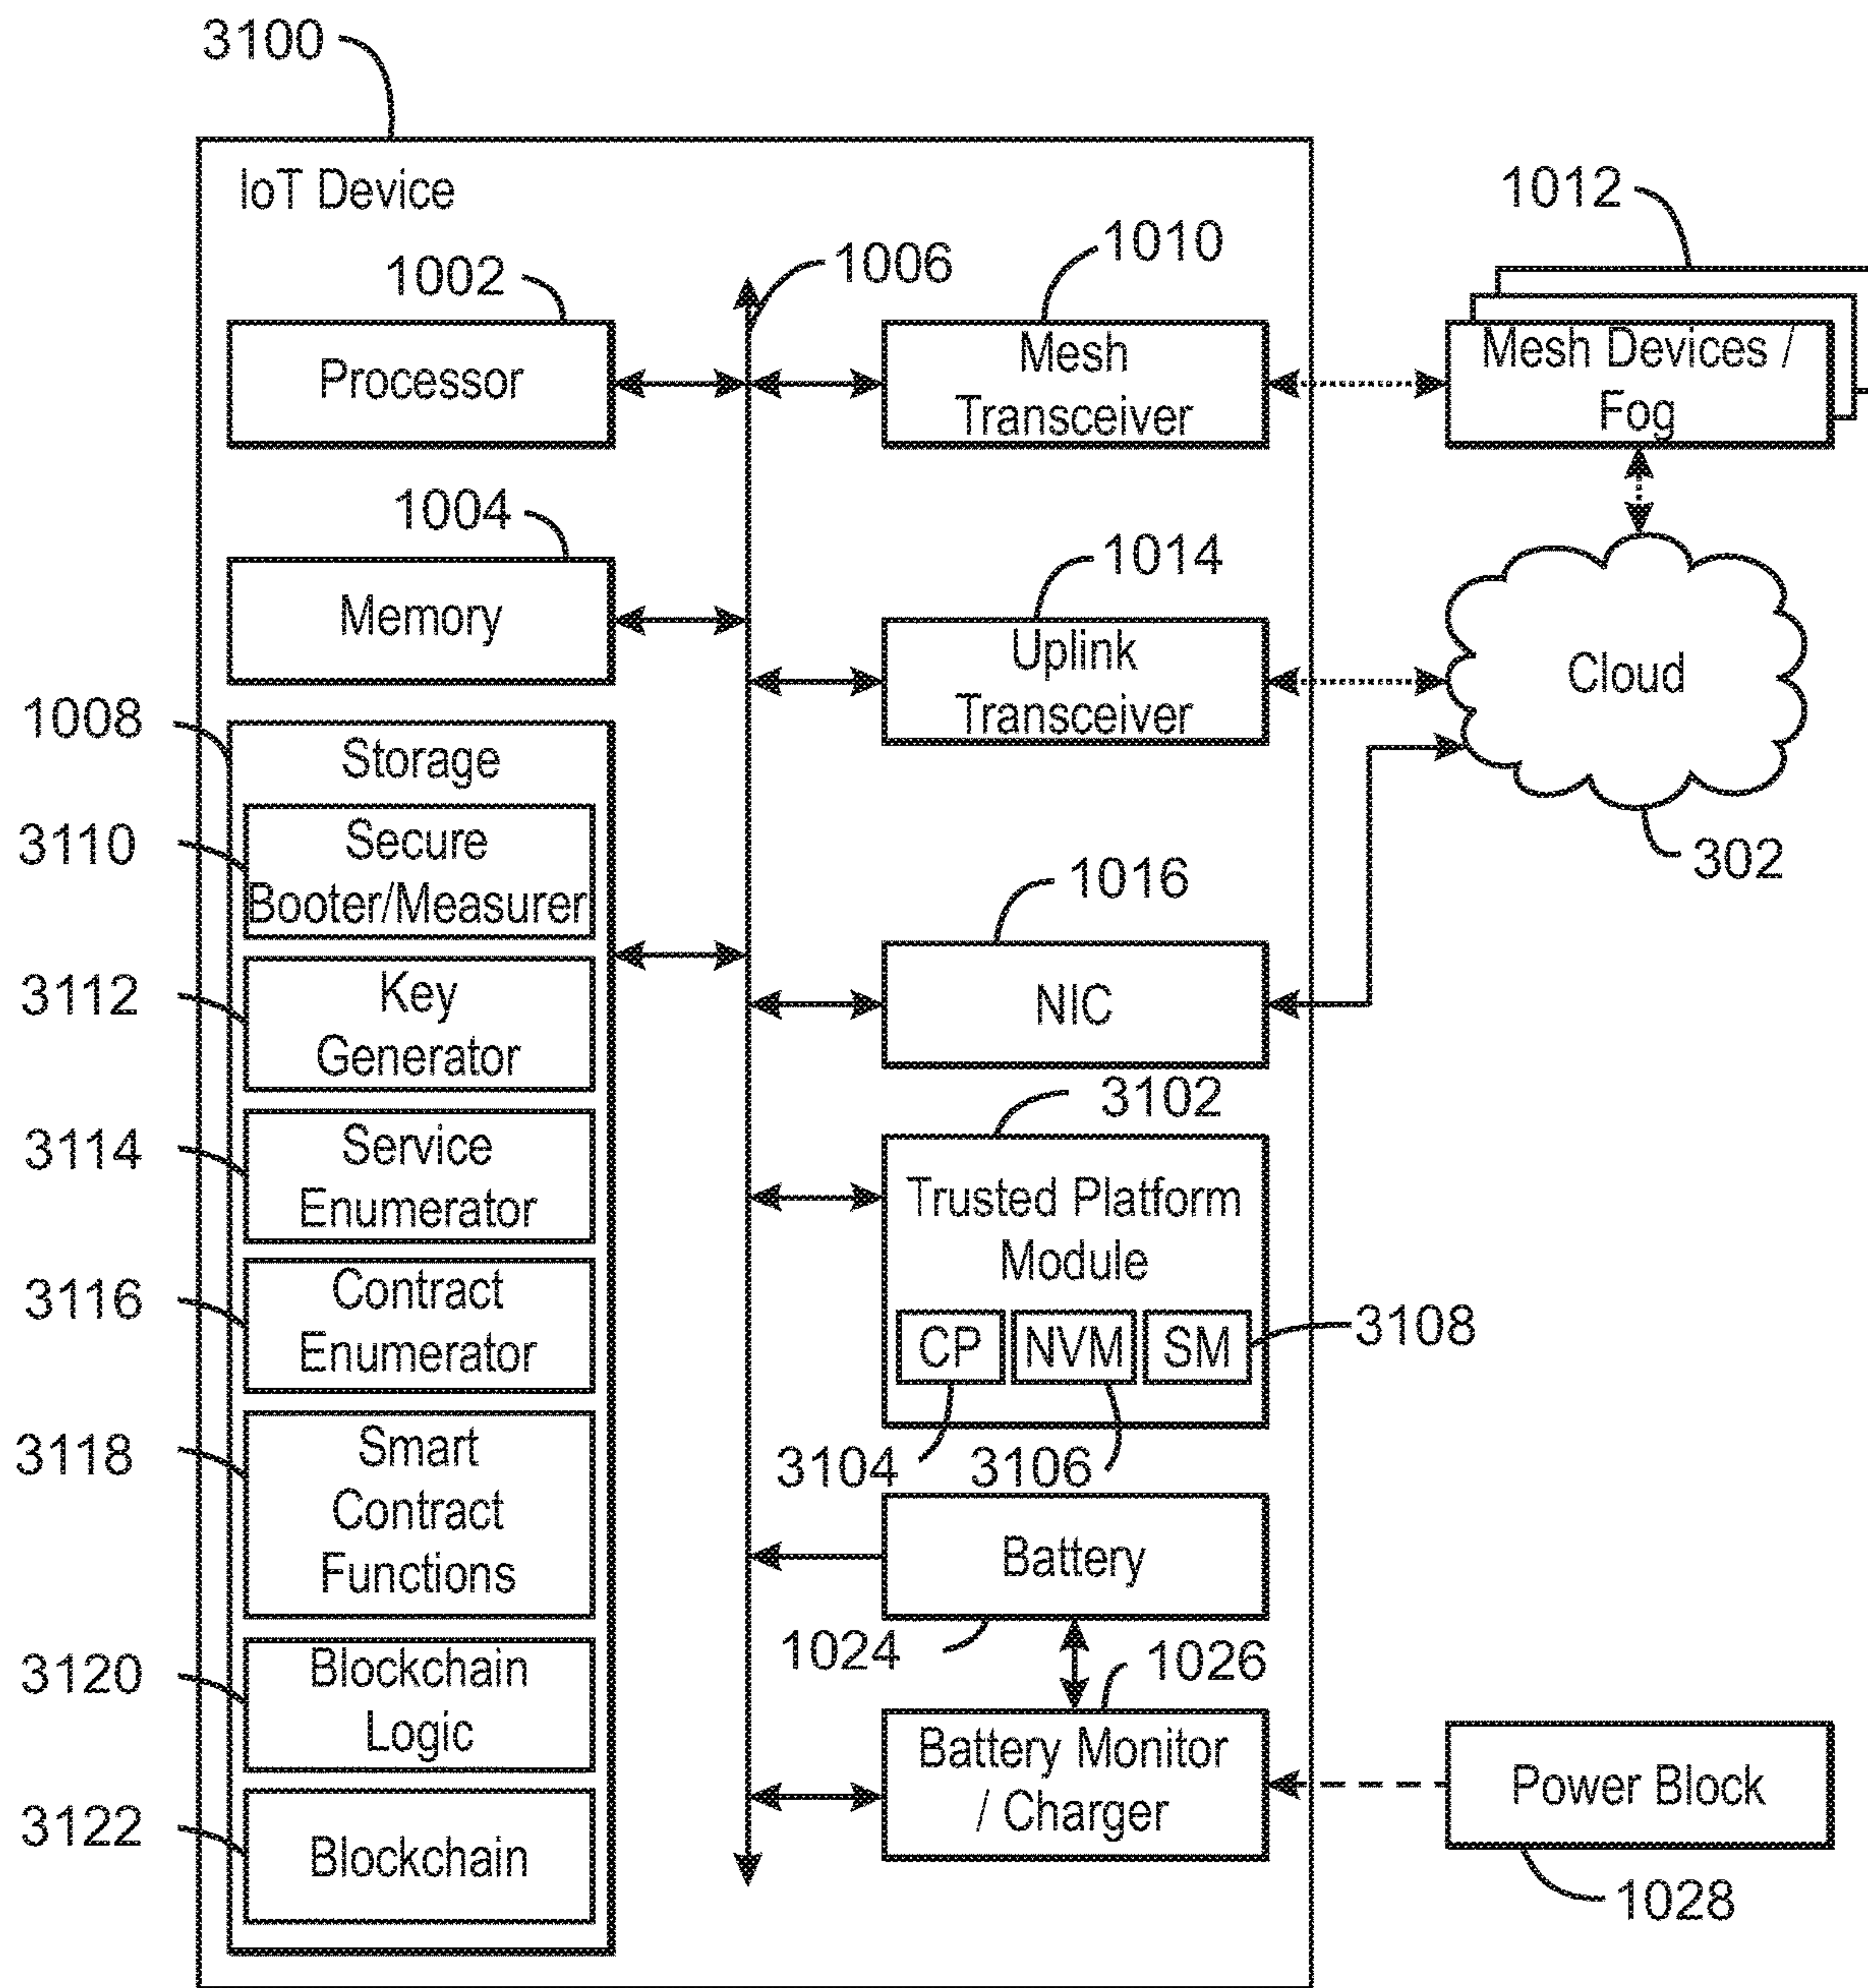 3100
IoT Device
1002
1006
1010
1012
Processor
Mesh
Transceiver
Mesh Devices /
Fog
1004
Memory
1014
Uplink
Transceiver
Cloud
302
1008
Storage
3110
Secure
Booter/Measurer
3112
Key
Generator
3114
Service
Enumerator
3116
Contract
Enumerator
3118
Smart
Contract
Functions
3120
Blockchain
Logic
3122
Blockchain
1016
NIC
3102
Trusted Platform
Module
CP
NVM
SM
3108
3104
3106
Battery
1024
1026
Battery Monitor
/ Charger
Power Block
1028